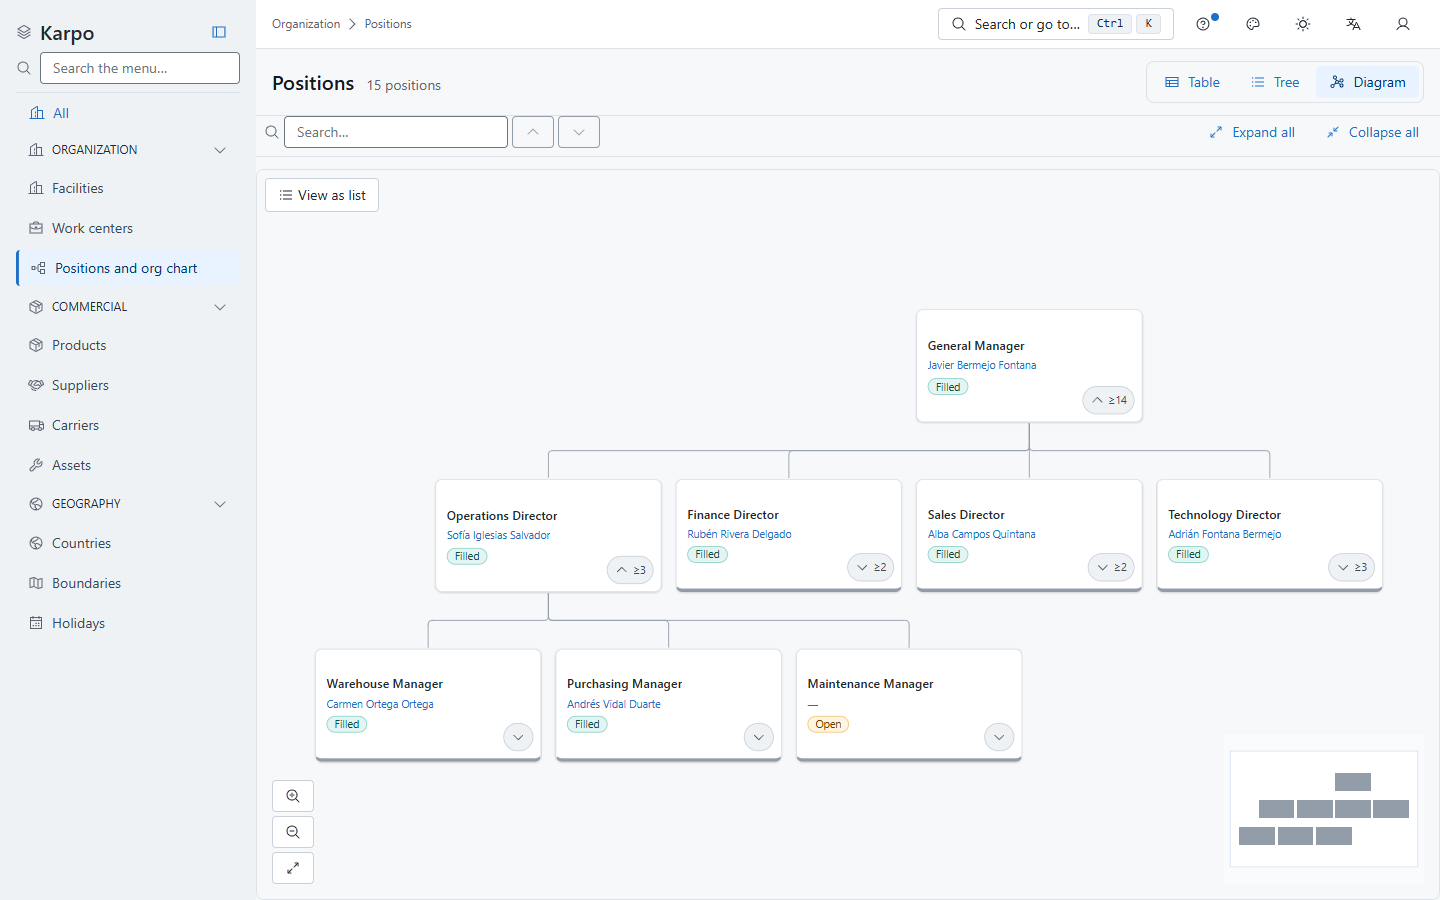 Karpo
Search the menu...
All
ORGANIZATION
Facilities
Work centers
Positions and org chart
COMMERCIAL
Products
Suppliers
Carriers
Assets
GEOGRAPHY
Countries
Boundaries
Holidays
Organization Positions
Search or go to... Ctrl K
Positions 15 positions
Table Tree Diagram
Search...
Expand all Collapse all
View as list
General Manager
Javier Bermejo Fontana
Filled
≥14
Operations Director
Sofía Iglesias Salvador
Filled
≥3
Finance Director
Rubén Rivera Delgado
Filled
≥2
Sales Director
Alba Campos Quintana
Filled
≥2
Technology Director
Adrián Fontana Bermejo
Filled
≥3
Warehouse Manager
Carmen Ortega Ortega
Filled
Purchasing Manager
Andrés Vidal Duarte
Filled
Maintenance Manager
—
Open